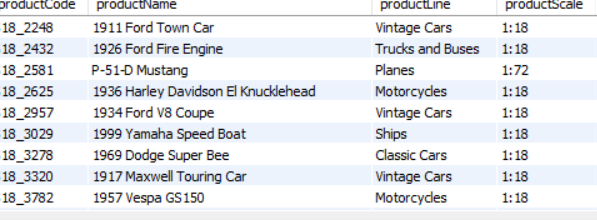 productCode productName productLine productScale
18_2248 1911 Ford Town Car Vintage Cars 1:18
18_2432 1926 Ford Fire Engine Trucks and Buses 1:18
18_2581 P-51-D Mustang Planes 1:72
18_2625 1936 Harley Davidson El Knucklehead Motorcycles 1:18
18_2957 1934 Ford V8 Coupe Vintage Cars 1:18
18_3029 1999 Yamaha Speed Boat Ships 1:18
18_3278 1969 Dodge Super Bee Classic Cars 1:18
18_3320 1917 Maxwell Touring Car Vintage Cars 1:18
18_3782 1957 Vespa GS150 Motorcycles 1:18